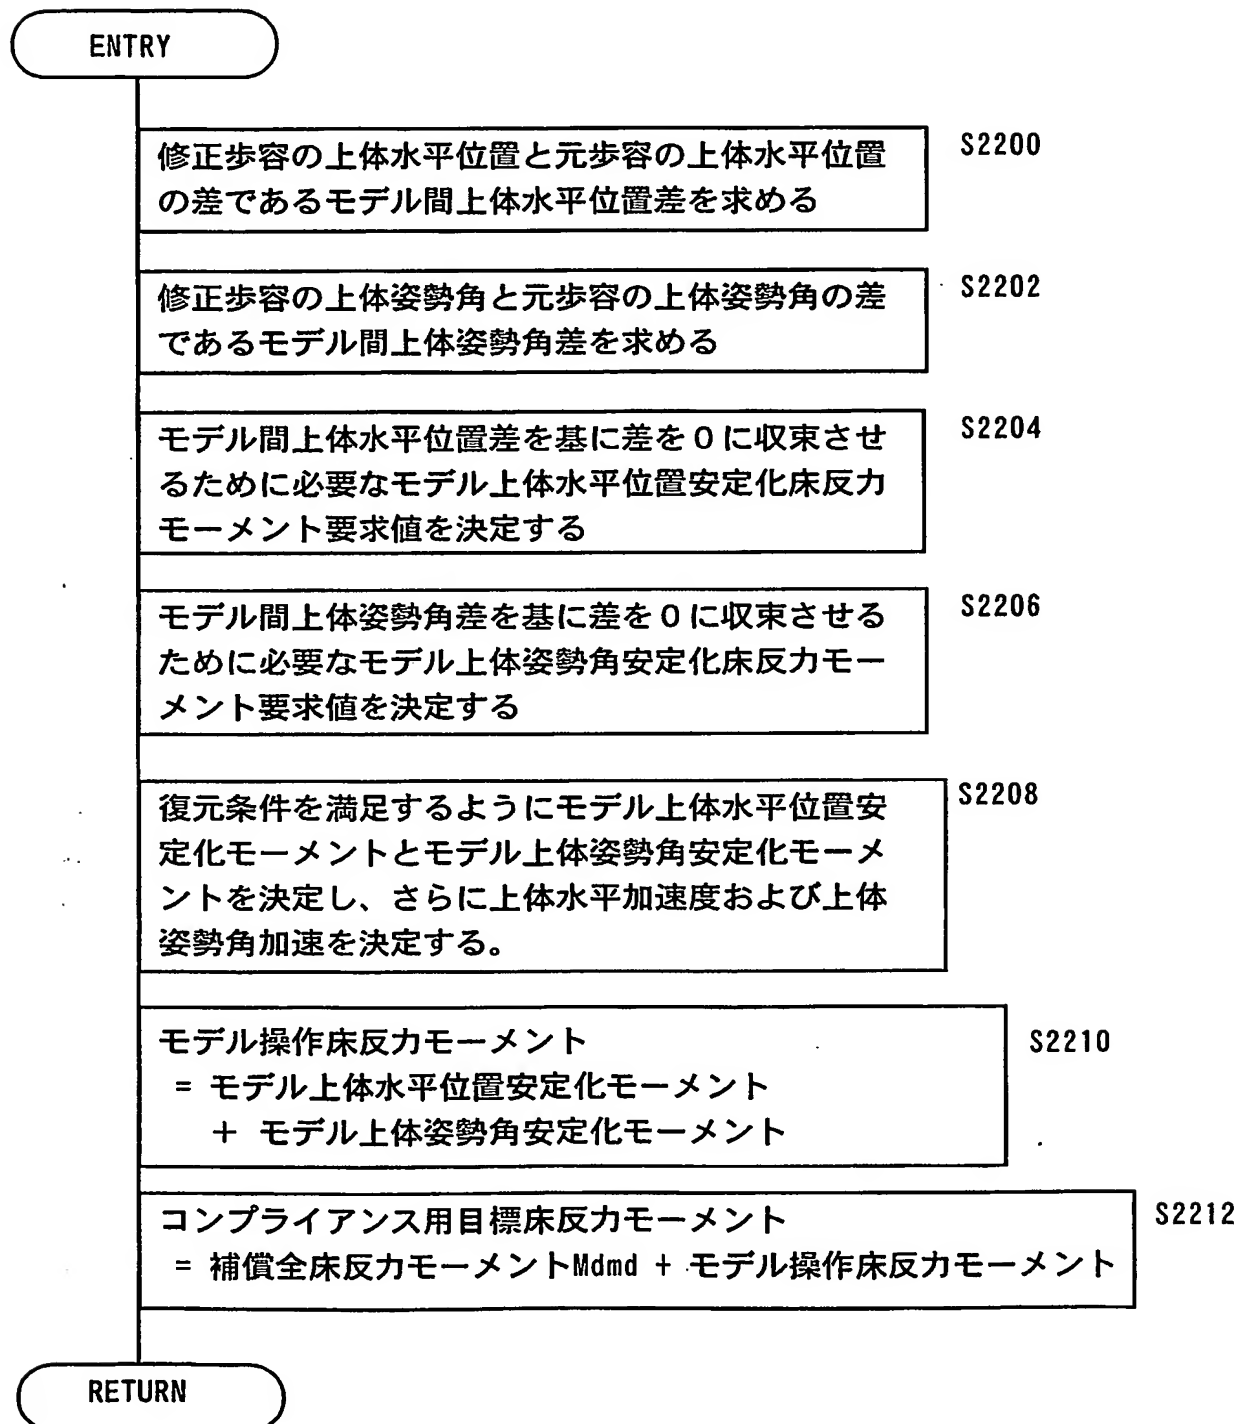 ENTRY
修正歩容の上体水平位置と元歩容の上体水平位置
の差であるモデル間上体水平位置差を求める
S2200
修正歩容の上体姿勢角と元歩容の上体姿勢角の差
であるモデル間上体姿勢角差を求める
S2202
モデル間上体水平位置差を基に差を0に収束させ
るために必要なモデル上体水平位置安定化床反力
モーメント要求値を決定する
S2204
モデル間上体姿勢角差を基に差を0に収束させる
ために必要なモデル上体姿勢角安定化床反力モー
メント要求値を決定する
S2206
復元条件を満足するようにモデル上体水平位置安
定化モーメントとモデル上体姿勢角安定化モーメ
ントを決定し、さらに上体水平加速度および上体
姿勢角加速を決定する。
S2208
モデル操作床反力モーメント
= モデル上体水平位置安定化モーメント
+ モデル上体姿勢角安定化モーメント
S2210
コンプライアンス用目標床反力モーメント
= 補償全床反力モーメントMdmd + モデル操作床反力モーメント
S2212
RETURN